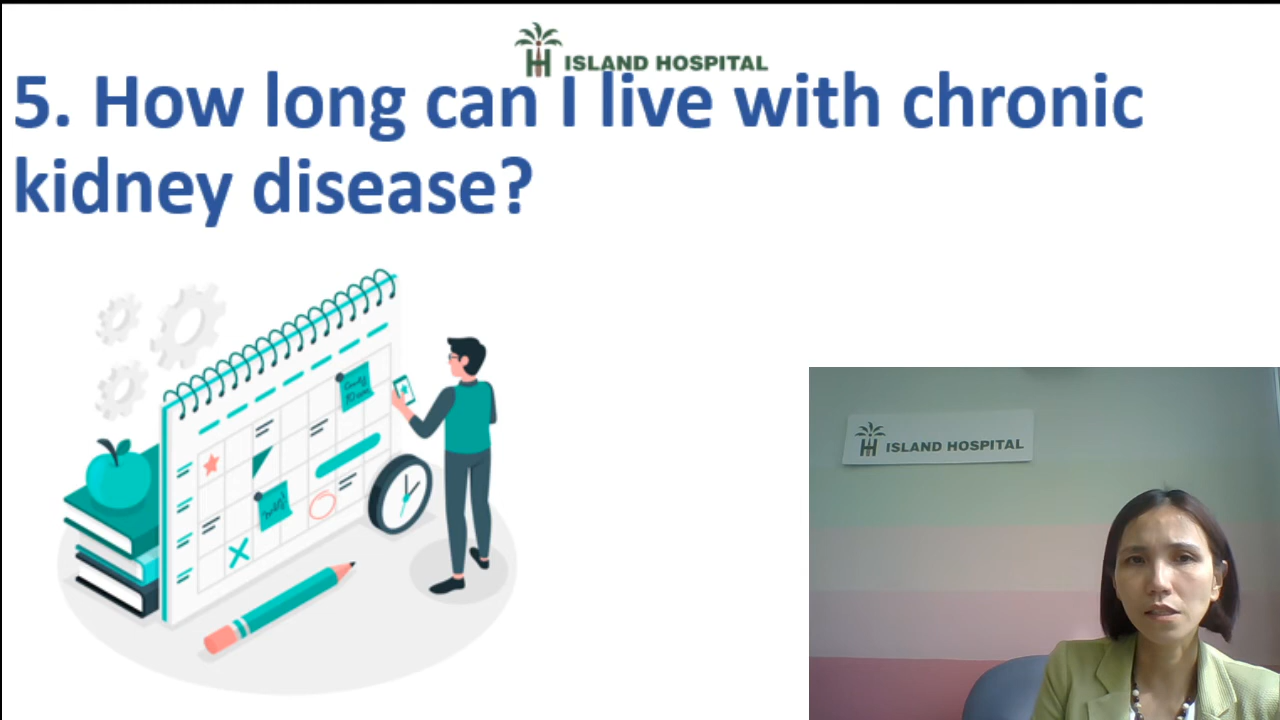 ISLAND HOSPITAL
5. How long can I live with chronic
kidney disease?
ISLAND HOSPITAL